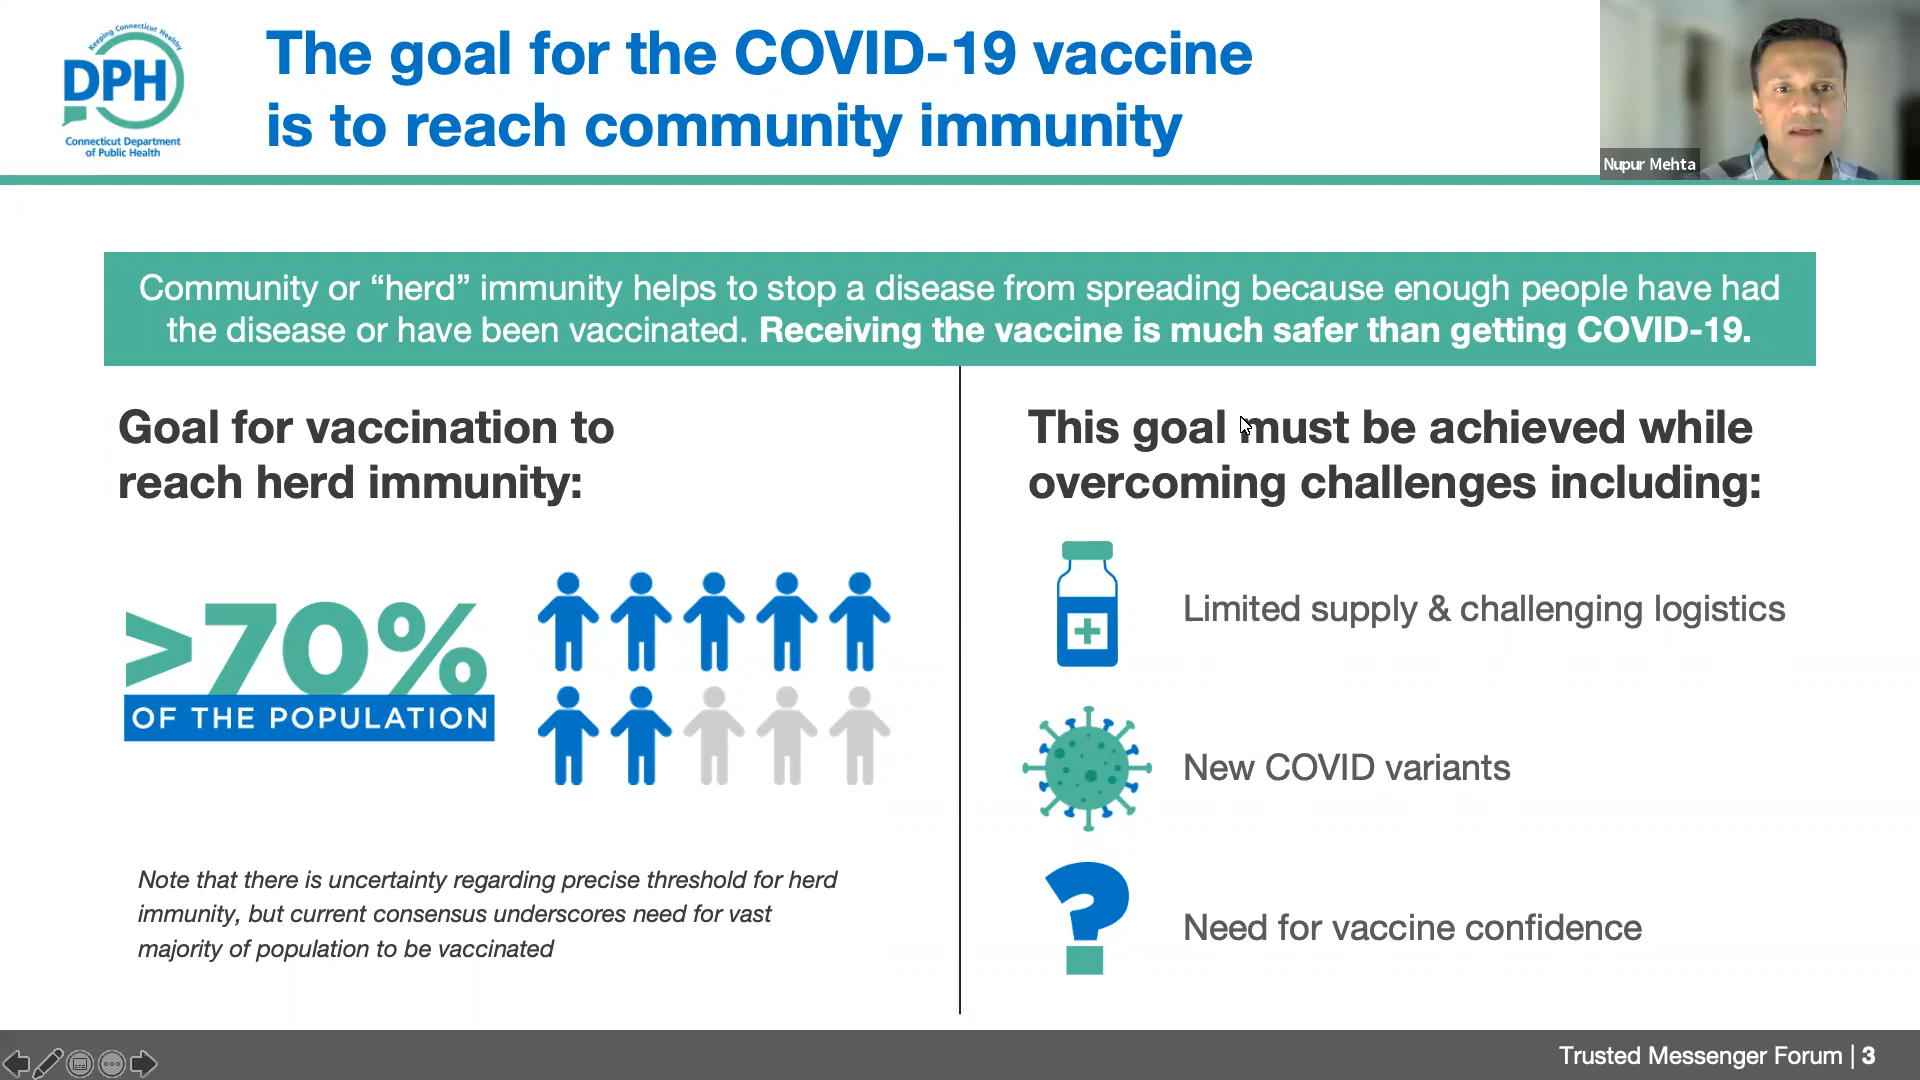 Keeping Connecticut Healthy
DPH
Connecticut Department
of Public Health
The goal for the COVID-19 vaccine
is to reach community immunity
Nupur Mehta
Community or “herd” immunity helps to stop a disease from spreading because enough people have had
the disease or have been vaccinated. Receiving the vaccine is much safer than getting COVID-19.
Goal for vaccination to
reach herd immunity:
>70%
OF THE POPULATION
Note that there is uncertainty regarding precise threshold for herd
immunity, but current consensus underscores need for vast
majority of population to be vaccinated
This goal must be achieved while
overcoming challenges including:
Limited supply & challenging logistics
New COVID variants
Need for vaccine confidence
Trusted Messenger Forum | 3